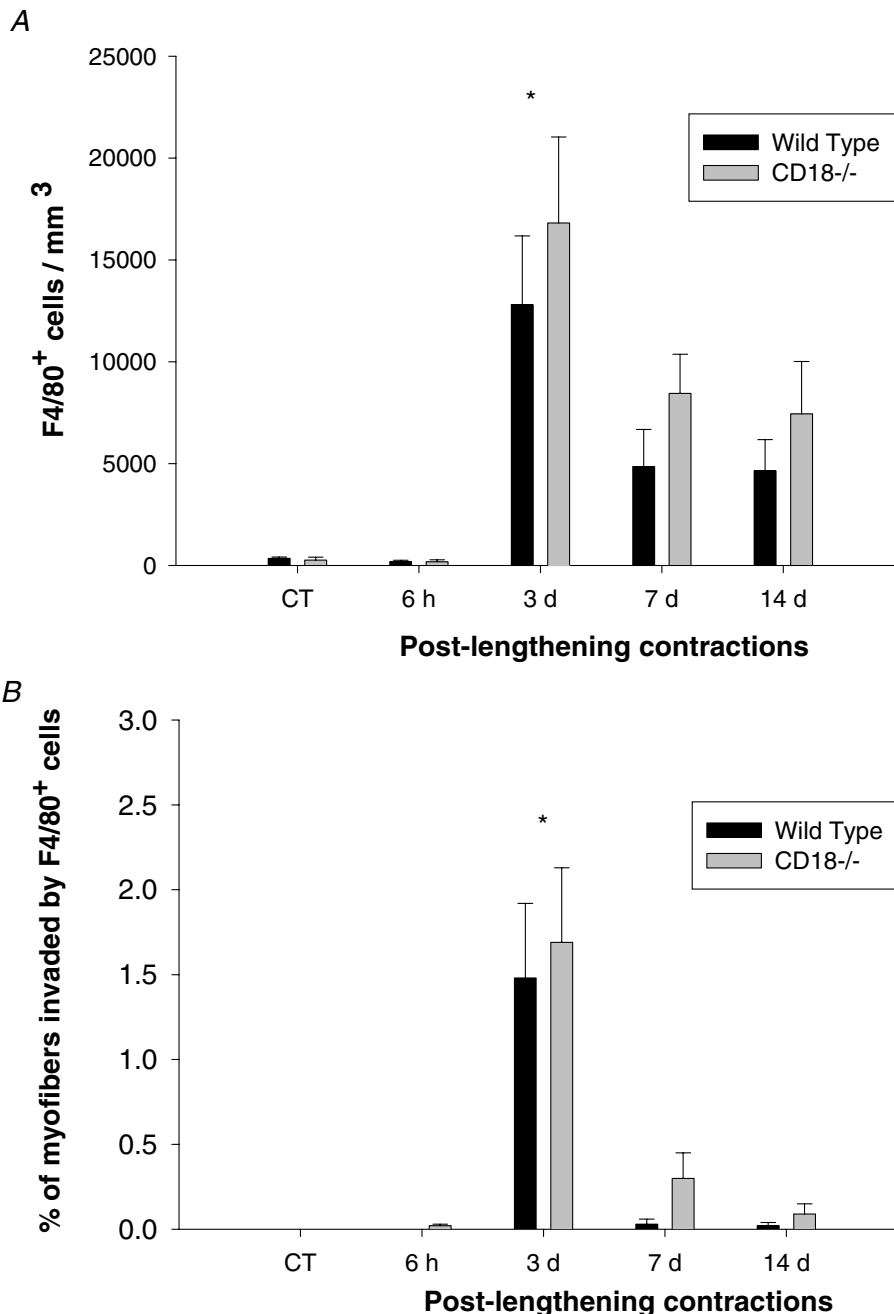 A
25000
20000
15000
10000
5000
0
F4/80+ cells / mm 3
*
Wild Type
CD18-/-
CT 6 h 3 d 7 d 14 d
Post-lengthening contractions
B
3.0
2.5
2.0
1.5
1.0
0.5
0.0
% of myofibers invaded by F4/80+ cells
*
Wild Type
CD18-/-
CT 6 h 3 d 7 d 14 d
Post-lengthening contractions